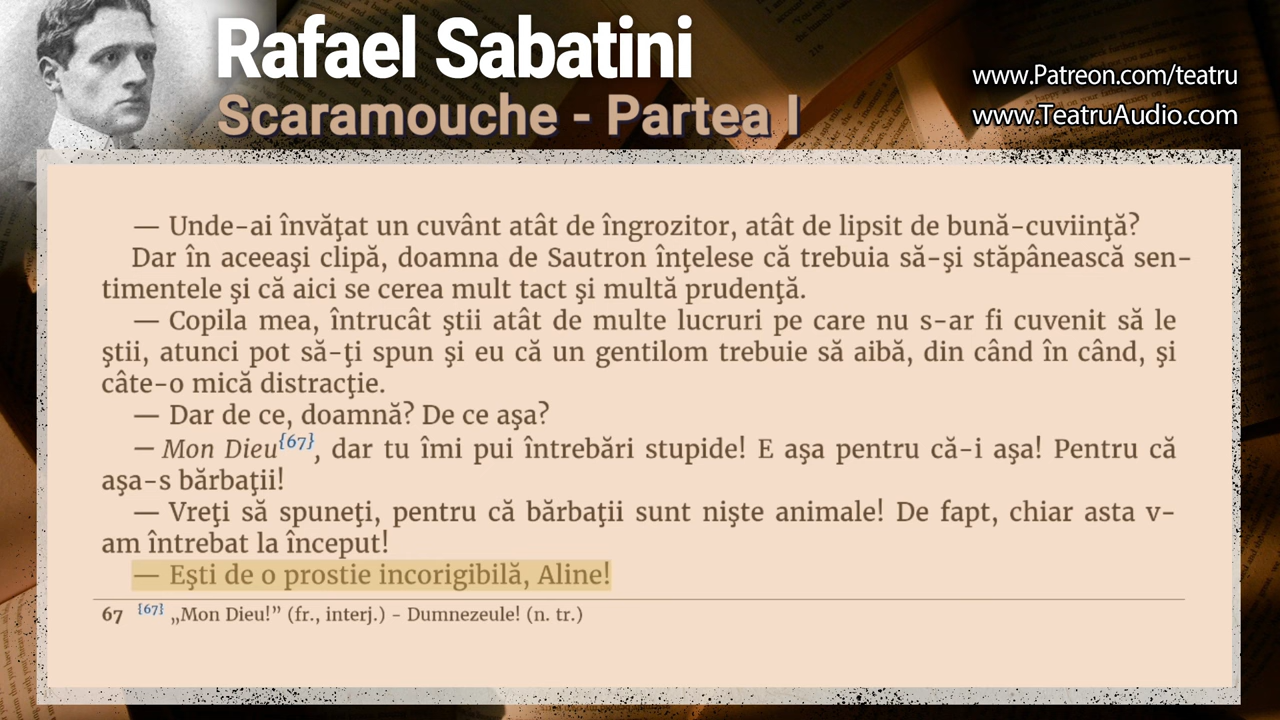 Rafael Sabatini
Scaramouche - Partea I
www.Patreon.com/teatru
www.TeatruAudio.com
— Unde-ai învăţat un cuvânt atât de îngrozitor, atât de lipsit de bună-cuviinţă?
Dar în aceeaşi clipă, doamna de Sautron înţelese că trebuia să-şi stăpânească sen-
timentele şi că aici se cerea mult tact şi multă prudenţă.
— Copila mea, întrucât ştii atât de multe lucruri pe care nu s-ar fi cuvenit să le
ştii, atunci pot să-ţi spun şi eu că un gentilom trebuie să aibă, din când în când, şi
câte-o mică distracţie.
— Dar de ce, doamnă? De ce aşa?
— Mon Dieu{67}, dar tu îmi pui întrebări stupide! E aşa pentru că-i aşa! Pentru că
aşa-s bărbaţii!
— Vreţi să spuneţi, pentru că bărbaţii sunt nişte animale! De fapt, chiar asta v-
am întrebat la început!
— Eşti de o prostie incorigibilă, Aline!
67 {67} „Mon Dieu!” (fr., interj.) - Dumnezeule! (n. tr.)